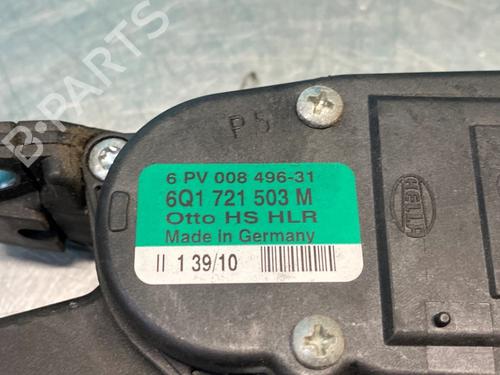 B-PARTS
P5
6 PV 008 496-31
6Q1 721 503 M
Otto HS HLR
Made in Germany
II 1 39/10
HELLA